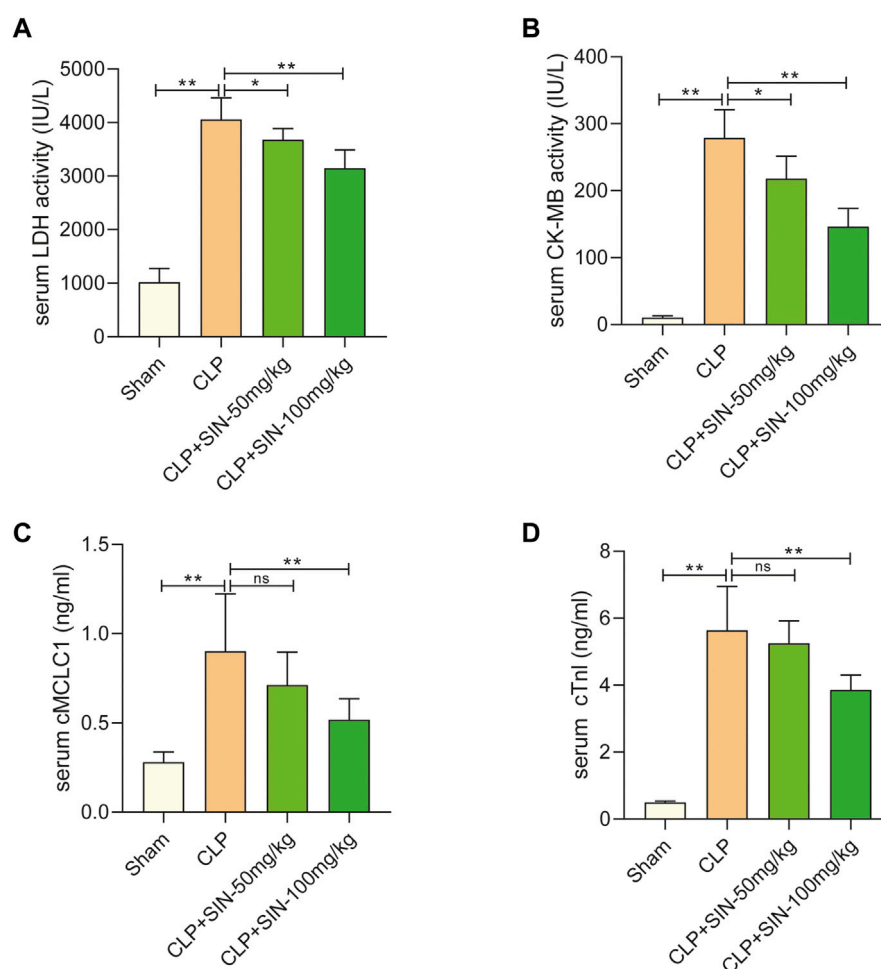 A
serum LDH activity (IU/L)
5000
4000
3000
2000
1000
0
**
**
*
Sham
CLP
CLP+SIN-50mg/kg
CLP+SIN-100mg/kg
B
serum CK-MB activity (IU/L)
400
300
200
100
0
**
**
*
Sham
CLP
CLP+SIN-50mg/kg
CLP+SIN-100mg/kg
C
serum cMCLC1 (ng/ml)
1.5
1.0
0.5
0.0
**
**
ns
Sham
CLP
CLP+SIN-50mg/kg
CLP+SIN-100mg/kg
D
serum cTnI (ng/ml)
8
6
4
2
0
**
**
ns
Sham
CLP
CLP+SIN-50mg/kg
CLP+SIN-100mg/kg